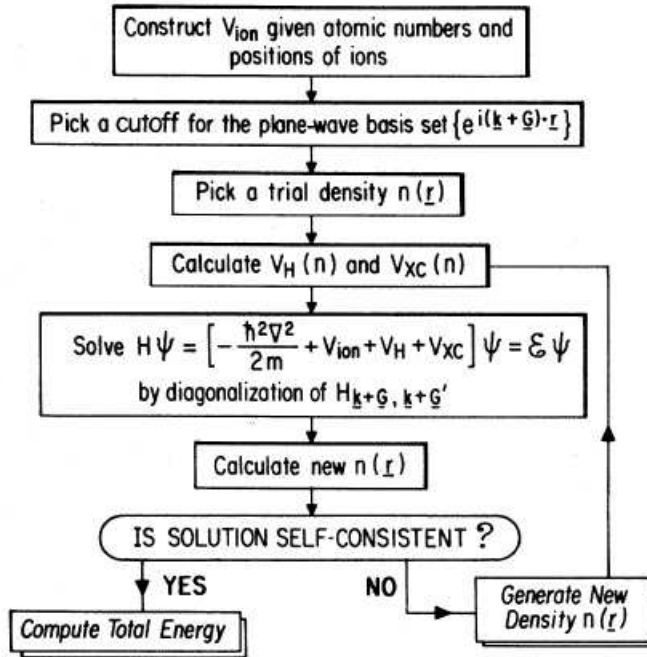 Construct V_ion given atomic numbers and
positions of ions
Pick a cutoff for the plane-wave basis set {e^{i(k̲+G̲)·r̲}}
Pick a trial density n(r̲)
Calculate V_H(n) and V_XC(n)
Solve Hψ = [-ℏ²∇²/2m + V_ion + V_H + V_XC] ψ = ℰψ
by diagonalization of H_{k̲+G̲, k̲+G̲'}
Calculate new n(r̲)
IS SOLUTION SELF-CONSISTENT ?
YES
NO
Compute Total Energy
Generate New
Density n(r̲)